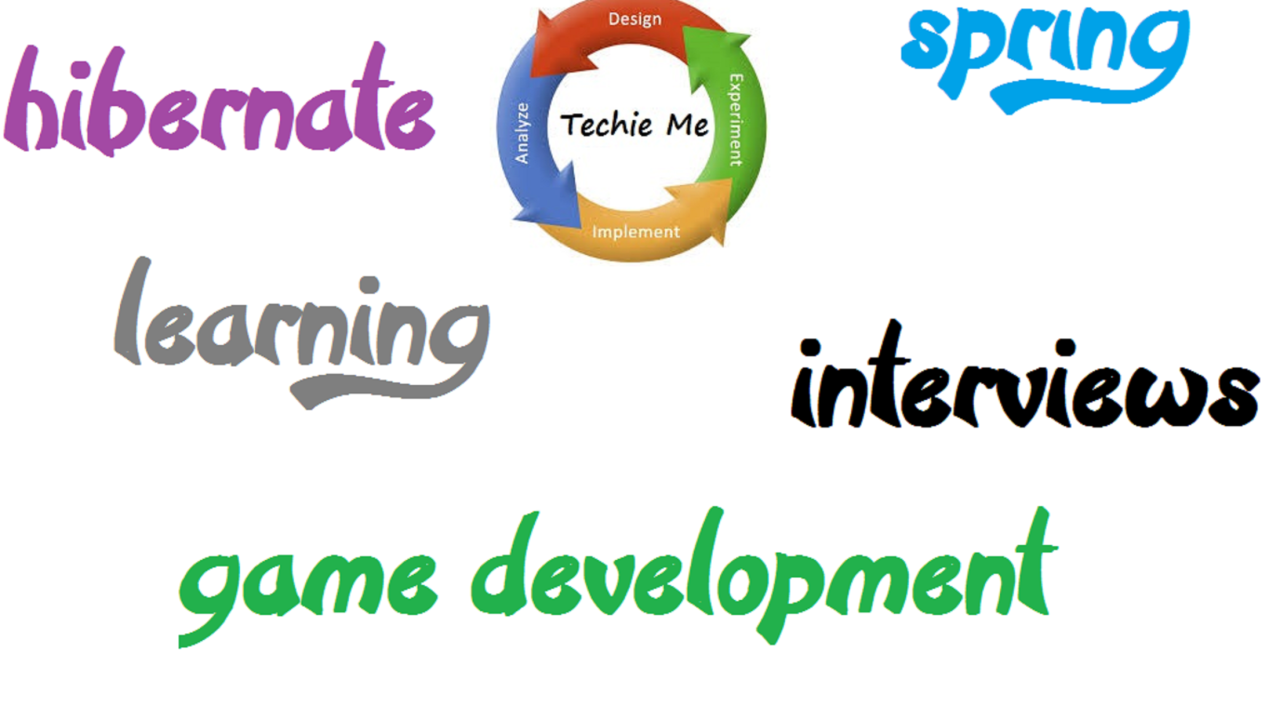 Design
spring
hibernate
Analyze
Techie Me
Experiment
Implement
learning
interviews
game development